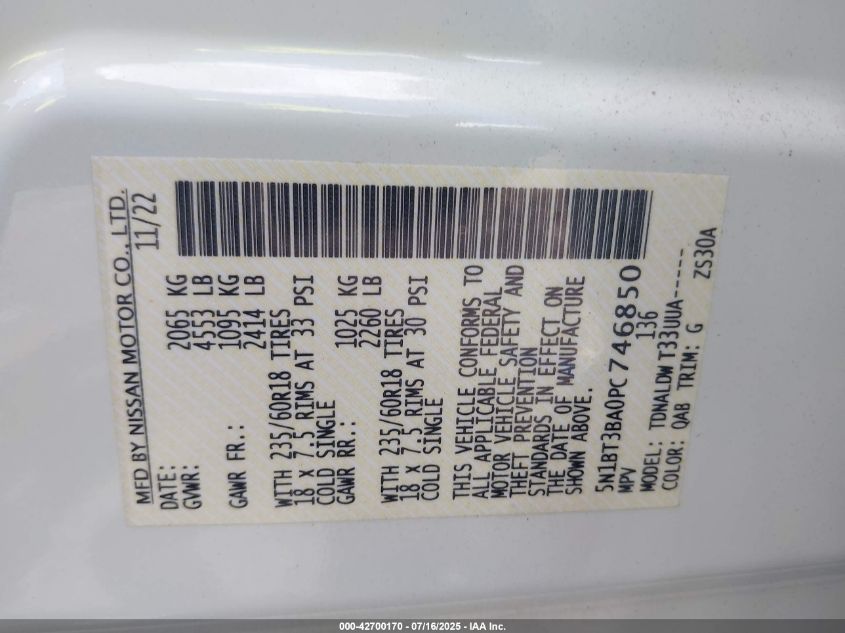 MFD BY NISSAN MOTOR CO., LTD.
DATE: 11/22
GVWR: 2065 KG
4553 LB
GAWR FR.: 1095 KG
2414 LB
WITH 235/60R18 TIRES
18 X 7.5 RIMS AT 33 PSI
COLD SINGLE
GAWR RR.: 1025 KG
2260 LB
WITH 235/60R18 TIRES
18 X 7.5 RIMS AT 30 PSI
COLD SINGLE
THIS VEHICLE CONFORMS TO
ALL APPLICABLE FEDERAL
MOTOR VEHICLE SAFETY AND
THEFT PREVENTION
STANDARDS IN EFFECT ON
THE DATE OF MANUFACTURE
SHOWN ABOVE.
5N1BT3BA0PC746850
MPV 136
MODEL: TDNALDW T33UUA------
COLOR: QAB TRIM: G ZS30A
000-42700170 - 07/16/2025 - IAA Inc.